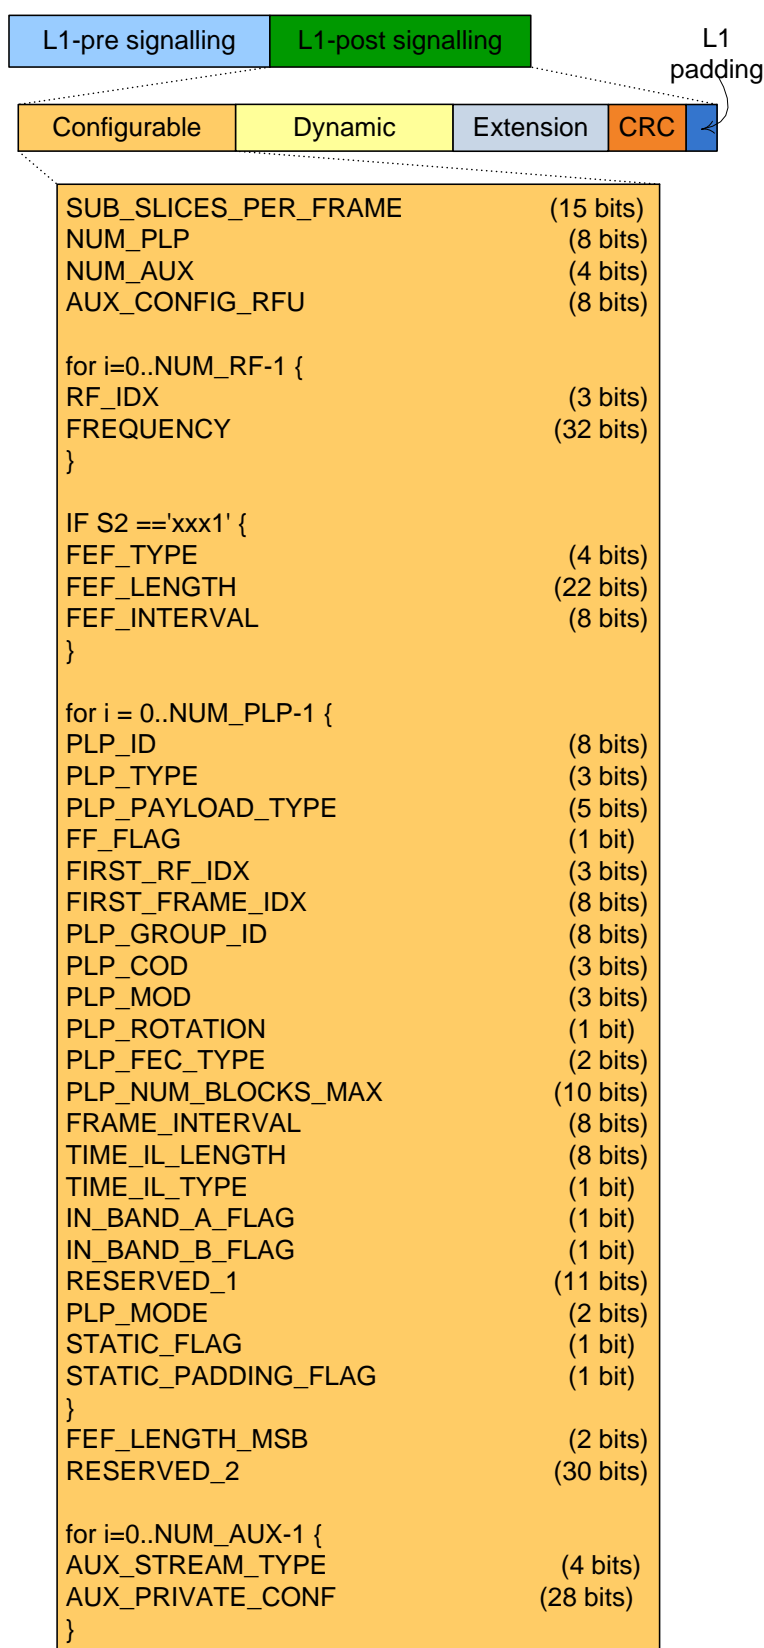 L1-pre signalling
L1-post signalling
L1
padding
Configurable
Dynamic
Extension
CRC
SUB_SLICES_PER_FRAME (15 bits)
NUM_PLP (8 bits)
NUM_AUX (4 bits)
AUX_CONFIG_RFU (8 bits)
for i=0..NUM_RF-1 {
RF_IDX (3 bits)
FREQUENCY (32 bits)
}
IF S2 =='xxx1' {
FEF_TYPE (4 bits)
FEF_LENGTH (22 bits)
FEF_INTERVAL (8 bits)
}
for i = 0..NUM_PLP-1 {
PLP_ID (8 bits)
PLP_TYPE (3 bits)
PLP_PAYLOAD_TYPE (5 bits)
FF_FLAG (1 bit)
FIRST_RF_IDX (3 bits)
FIRST_FRAME_IDX (8 bits)
PLP_GROUP_ID (8 bits)
PLP_COD (3 bits)
PLP_MOD (3 bits)
PLP_ROTATION (1 bit)
PLP_FEC_TYPE (2 bits)
PLP_NUM_BLOCKS_MAX (10 bits)
FRAME_INTERVAL (8 bits)
TIME_IL_LENGTH (8 bits)
TIME_IL_TYPE (1 bit)
IN_BAND_A_FLAG (1 bit)
IN_BAND_B_FLAG (1 bit)
RESERVED_1 (11 bits)
PLP_MODE (2 bits)
STATIC_FLAG (1 bit)
STATIC_PADDING_FLAG (1 bit)
}
FEF_LENGTH_MSB (2 bits)
RESERVED_2 (30 bits)
for i=0..NUM_AUX-1 {
AUX_STREAM_TYPE (4 bits)
AUX_PRIVATE_CONF (28 bits)
}